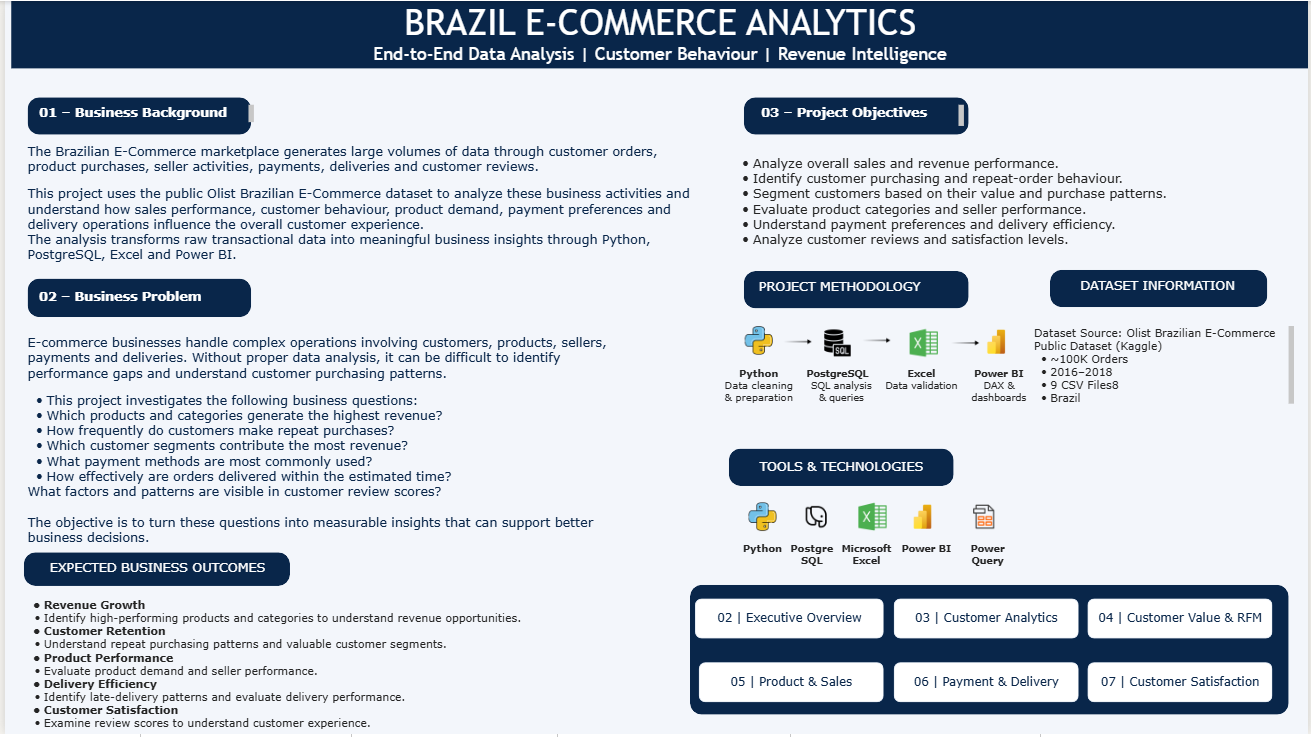 BRAZIL E-COMMERCE ANALYTICS
End-to-End Data Analysis | Customer Behaviour | Revenue Intelligence
01 – Business Background
The Brazilian E-Commerce marketplace generates large volumes of data through customer orders,
product purchases, seller activities, payments, deliveries and customer reviews.
This project uses the public Olist Brazilian E-Commerce dataset to analyze these business activities and
understand how sales performance, customer behaviour, product demand, payment preferences and
delivery operations influence the overall customer experience.
The analysis transforms raw transactional data into meaningful business insights through Python,
PostgreSQL, Excel and Power BI.
02 – Business Problem
E-commerce businesses handle complex operations involving customers, products, sellers,
payments and deliveries. Without proper data analysis, it can be difficult to identify
performance gaps and understand customer purchasing patterns.
• This project investigates the following business questions:
• Which products and categories generate the highest revenue?
• How frequently do customers make repeat purchases?
• Which customer segments contribute the most revenue?
• What payment methods are most commonly used?
• How effectively are orders delivered within the estimated time?
What factors and patterns are visible in customer review scores?
The objective is to turn these questions into measurable insights that can support better
business decisions.
EXPECTED BUSINESS OUTCOMES
• Revenue Growth
• Identify high-performing products and categories to understand revenue opportunities.
• Customer Retention
• Understand repeat purchasing patterns and valuable customer segments.
• Product Performance
• Evaluate product demand and seller performance.
• Delivery Efficiency
• Identify late-delivery patterns and evaluate delivery performance.
• Customer Satisfaction
• Examine review scores to understand customer experience.
03 – Project Objectives
• Analyze overall sales and revenue performance.
• Identify customer purchasing and repeat-order behaviour.
• Segment customers based on their value and purchase patterns.
• Evaluate product categories and seller performance.
• Understand payment preferences and delivery efficiency.
• Analyze customer reviews and satisfaction levels.
PROJECT METHODOLOGY
SQL
Python
Data cleaning
& preparation
PostgreSQL
SQL analysis
& queries
Excel
Data validation
Power BI
DAX &
dashboards
DATASET INFORMATION
Dataset Source: Olist Brazilian E-Commerce
Public Dataset (Kaggle)
• ~100K Orders
• 2016–2018
• 9 CSV Files8
• Brazil
TOOLS & TECHNOLOGIES
Python
Postgre
SQL
Microsoft
Excel
Power BI
Power
Query
02 | Executive Overview
03 | Customer Analytics
04 | Customer Value & RFM
05 | Product & Sales
06 | Payment & Delivery
07 | Customer Satisfaction